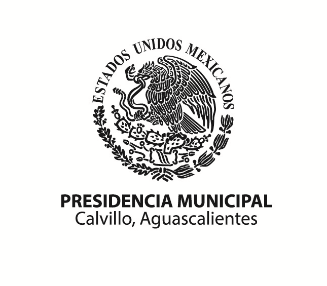 ESTADOS UNIDOS MEXICANOS
PRESIDENCIA MUNICIPAL
Calvillo, Aguascalientes